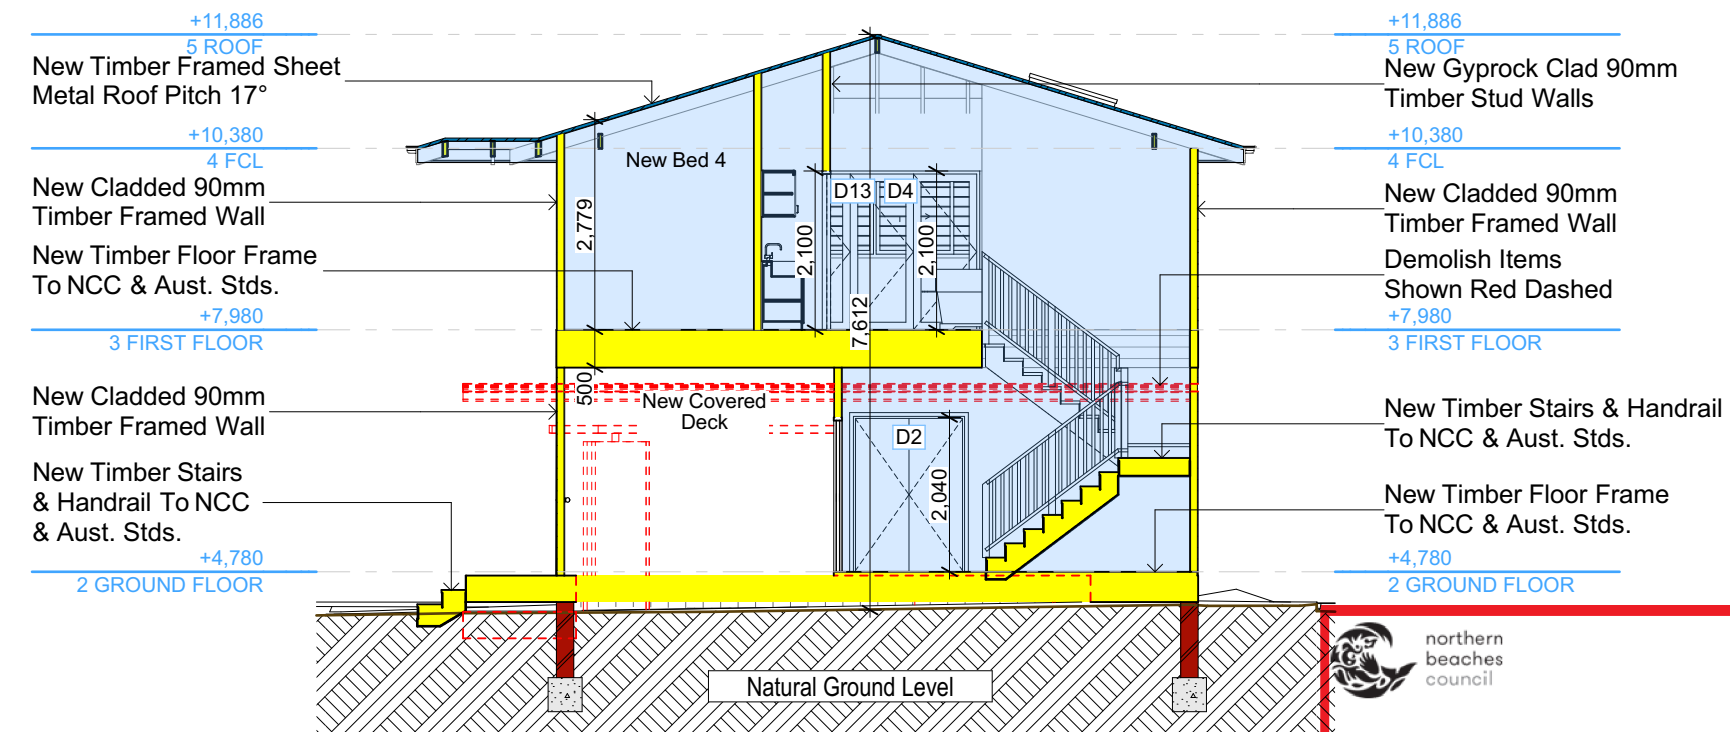 +11,886
5 ROOF
New Timber Framed Sheet
Metal Roof Pitch 17°
+10,380
4 FCL
New Cladded 90mm
Timber Framed Wall
New Timber Floor Frame
To NCC & Aust. Stds.
+7,980
3 FIRST FLOOR
New Cladded 90mm
Timber Framed Wall
New Timber Stairs
& Handrail To NCC
& Aust. Stds.
+4,780
2 GROUND FLOOR
New Bed 4
D13
D4
2,779
2,100
2,100
7,612
500
New Covered
Deck
D2
2,040
Natural Ground Level
+11,886
5 ROOF
New Gyprock Clad 90mm
Timber Stud Walls
+10,380
4 FCL
New Cladded 90mm
Timber Framed Wall
Demolish Items
Shown Red Dashed
+7,980
3 FIRST FLOOR
New Timber Stairs & Handrail
To NCC & Aust. Stds.
New Timber Floor Frame
To NCC & Aust. Stds.
+4,780
2 GROUND FLOOR
northern
beaches
council